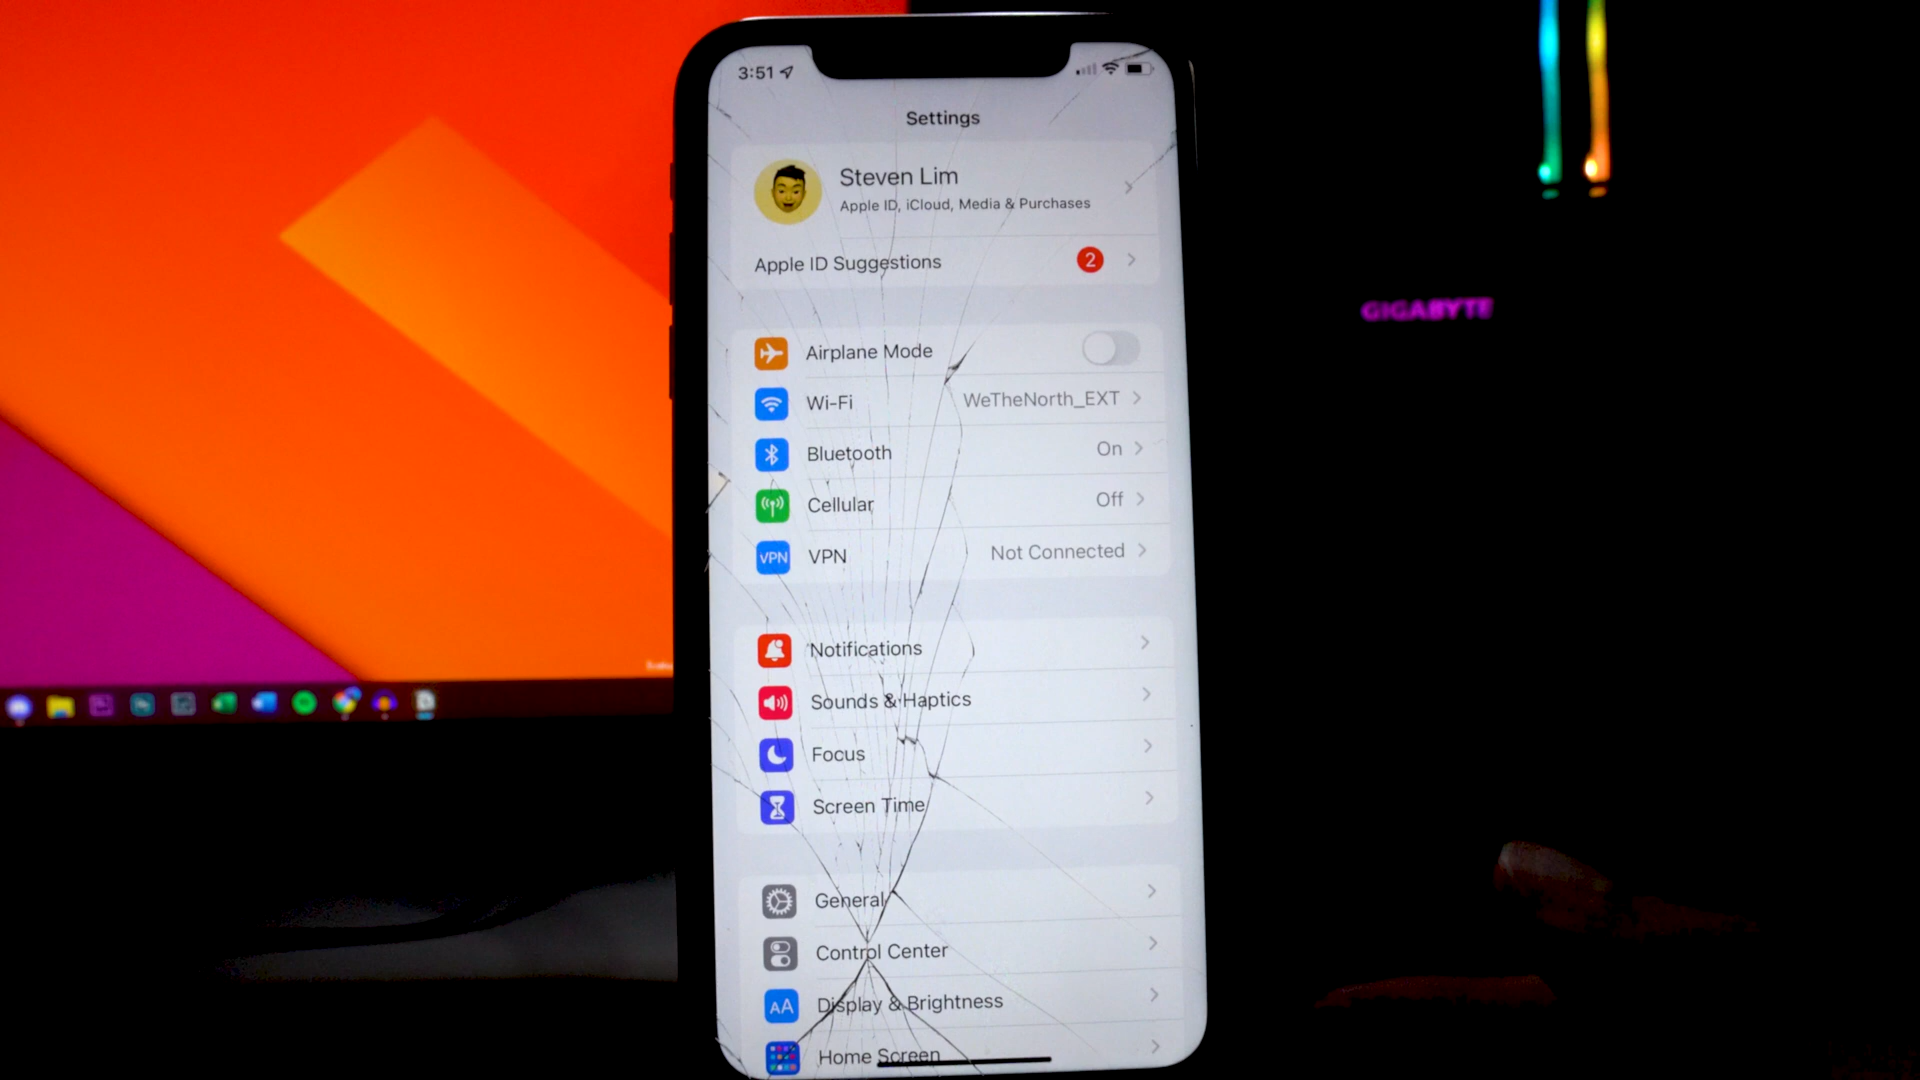 3:51
Settings
Steven Lim
Apple ID, iCloud, Media & Purchases
Apple ID Suggestions 2
Airplane Mode
Wi-Fi WeTheNorth_EXT
Bluetooth On
Cellular Off
VPN VPN Not Connected
Notifications
Sounds & Haptics
Focus
Screen Time
General
Control Center
AA Display & Brightness
Home Screen
GIGABYTE